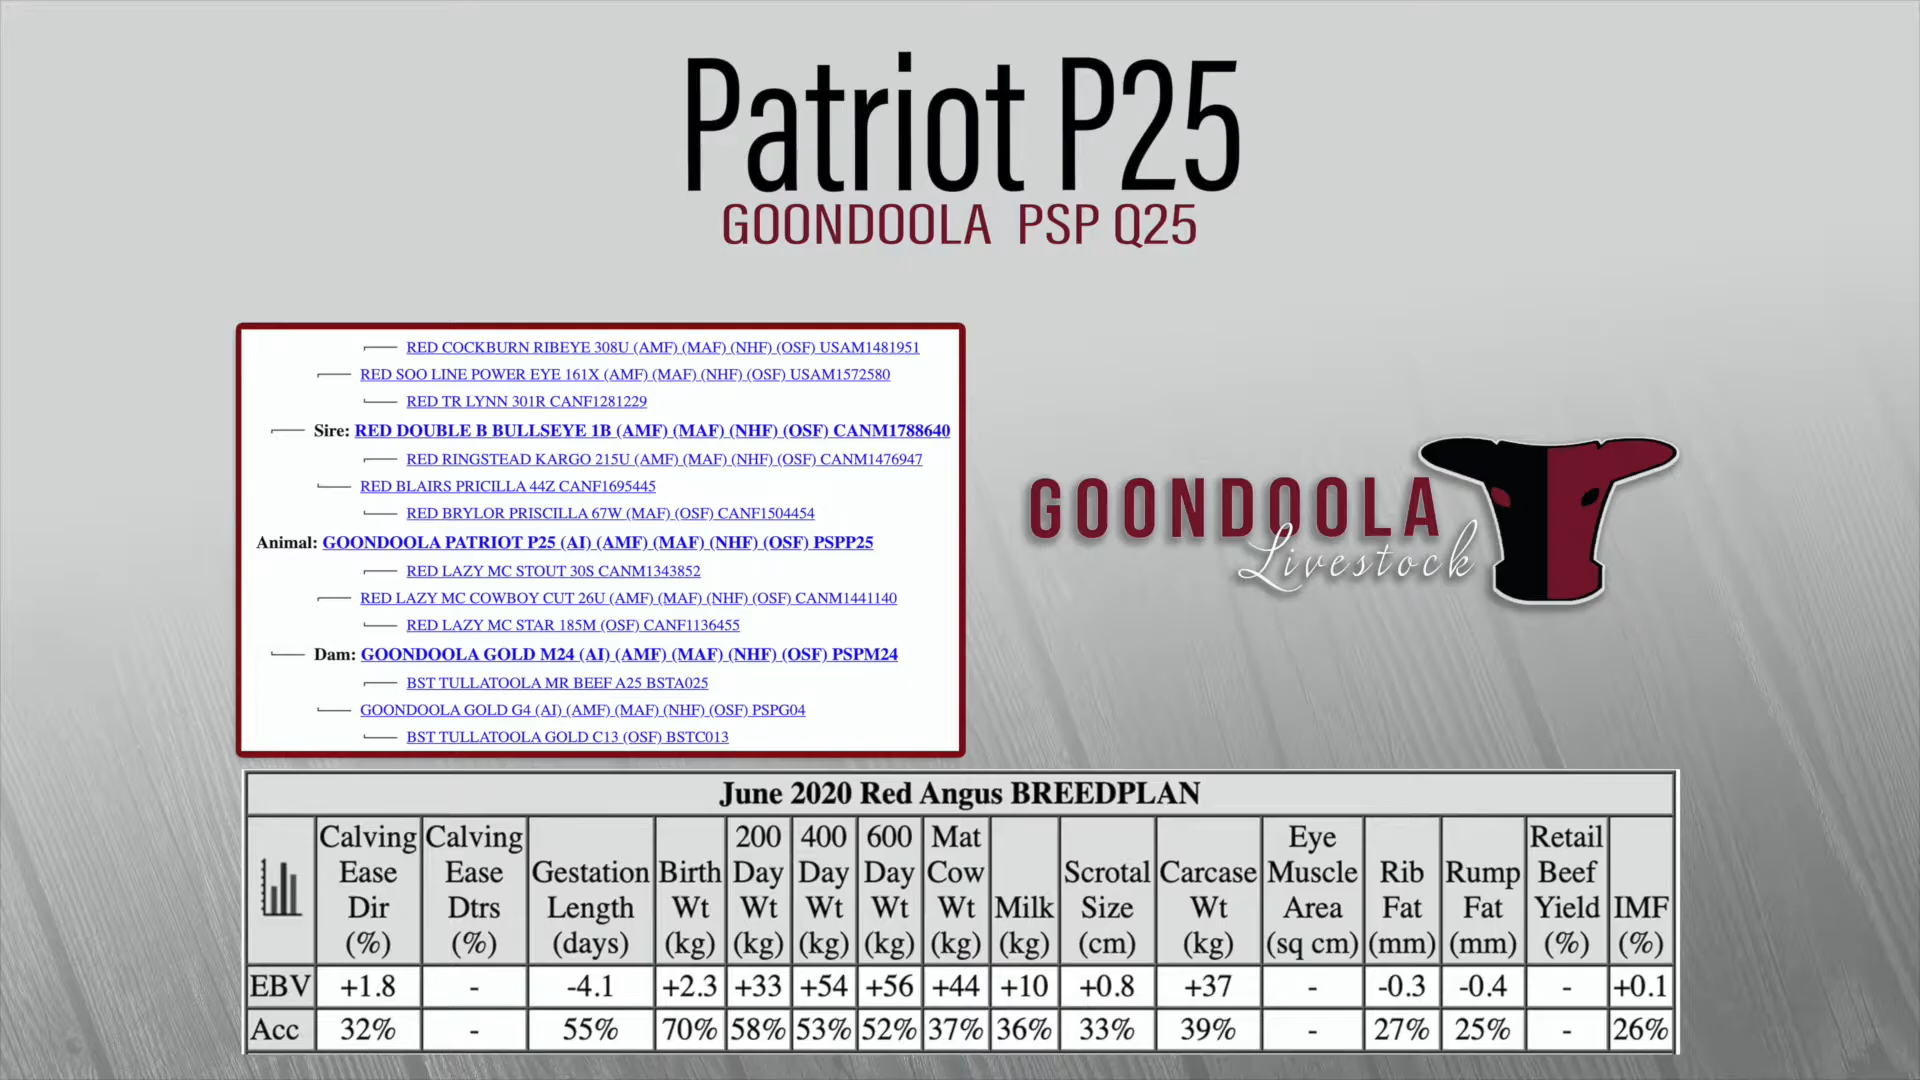 Patriot P25
GOONDOOLA PSP Q25
RED COCKBURN RIBEYE 308U (AMF) (MAF) (NHF) (OSF) USAM1481951
RED SOO LINE POWER EYE 161X (AMF) (MAF) (NHF) (OSF) USAM1572580
RED TR LYNN 301R CANF1281229
Sire: RED DOUBLE B BULLSEYE 1B (AMF) (MAF) (NHF) (OSF) CANM1788640
RED RINGSTEAD KARGO 215U (AMF) (MAF) (NHF) (OSF) CANM1476947
RED BLAIRS PRICILLA 44Z CANF1695445
RED BRYLOR PRISCILLA 67W (MAF) (OSF) CANF1504454
Animal: GOONDOOLA PATRIOT P25 (AI) (AMF) (MAF) (NHF) (OSF) PSPP25
RED LAZY MC STOUT 30S CANM1343852
RED LAZY MC COWBOY CUT 26U (AMF) (MAF) (NHF) (OSF) CANM1441140
RED LAZY MC STAR 185M (OSF) CANF1136455
Dam: GOONDOOLA GOLD M24 (AI) (AMF) (MAF) (NHF) (OSF) PSPM24
BST TULLATOOLA MR BEEF A25 BSTA025
GOONDOOLA GOLD G4 (AI) (AMF) (MAF) (NHF) (OSF) PSPG04
BST TULLATOOLA GOLD C13 (OSF) BSTC013
GOONDOOLA
Livestock
June 2020 Red Angus BREEDPLAN
Calving Ease Dir (%) Calving Ease Dtrs (%) Gestation Length (days) Birth Wt (kg) 200 Day Wt (kg) 400 Day Wt (kg) 600 Day Wt (kg) Mat Cow Wt (kg) Milk (kg) Scrotal Size (cm) Carcase Wt (kg) Eye Muscle Area (sq cm) Rib Fat (mm) Rump Fat (mm) Retail Beef Yield (%) IMF (%)
EBV +1.8 - -4.1 +2.3 +33 +54 +56 +44 +10 +0.8 +37 - -0.3 -0.4 - +0.1
Acc 32% - 55% 70% 58% 53% 52% 37% 36% 33% 39% - 27% 25% - 26%